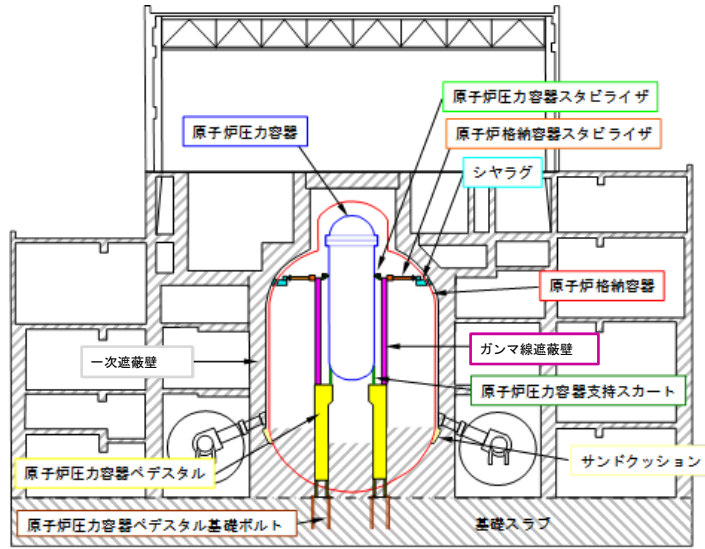 原子炉圧力容器スタビライザ
原子炉圧力容器
原子炉格納容器スタビライザ
シヤラグ
原子炉格納容器
一次遮蔽壁
ガンマ線遮蔽壁
原子炉圧力容器支持スカート
原子炉圧力容器ペデスタル
サンドクッション
原子炉圧力容器ペデスタル基礎ボルト
基礎スラブ